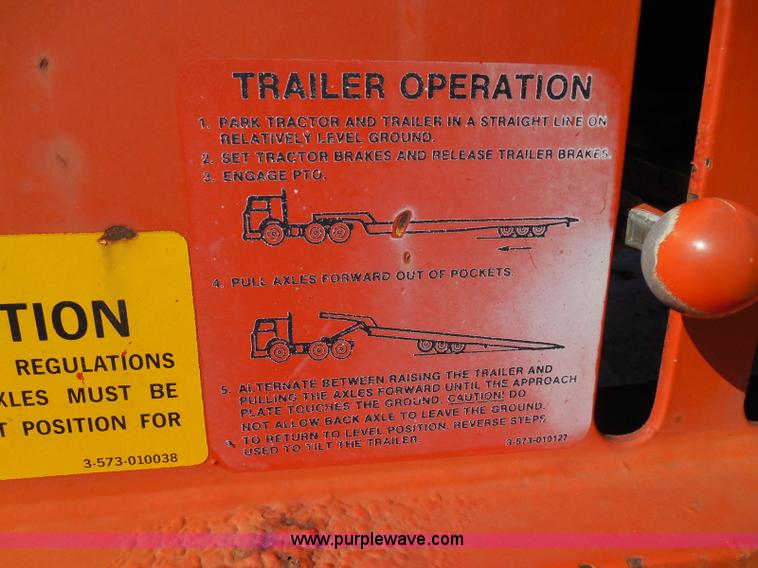 TRAILER OPERATION
1. PARK TRACTOR AND TRAILER IN A STRAIGHT LINE ON
RELATIVELY LEVEL GROUND.
2. SET TRACTOR BRAKES AND RELEASE TRAILER BRAKES.
3. ENGAGE PTO.
4. PULL AXLES FORWARD OUT OF POCKETS.
5. ALTERNATE BETWEEN RAISING THE TRAILER AND
PULLING THE AXLES FORWARD UNTIL THE APPROACH
PLATE TOUCHES THE GROUND. CAUTION! DO
NOT ALLOW BACK AXLE TO LEAVE THE GROUND.
6. TO RETURN TO LEVEL POSITION, REVERSE STEPS
USED TO TILT THE TRAILER.
3-573-010127
TION
REGULATIONS
XLES MUST BE
T POSITION FOR
3-573-010038
www.purplewave.com